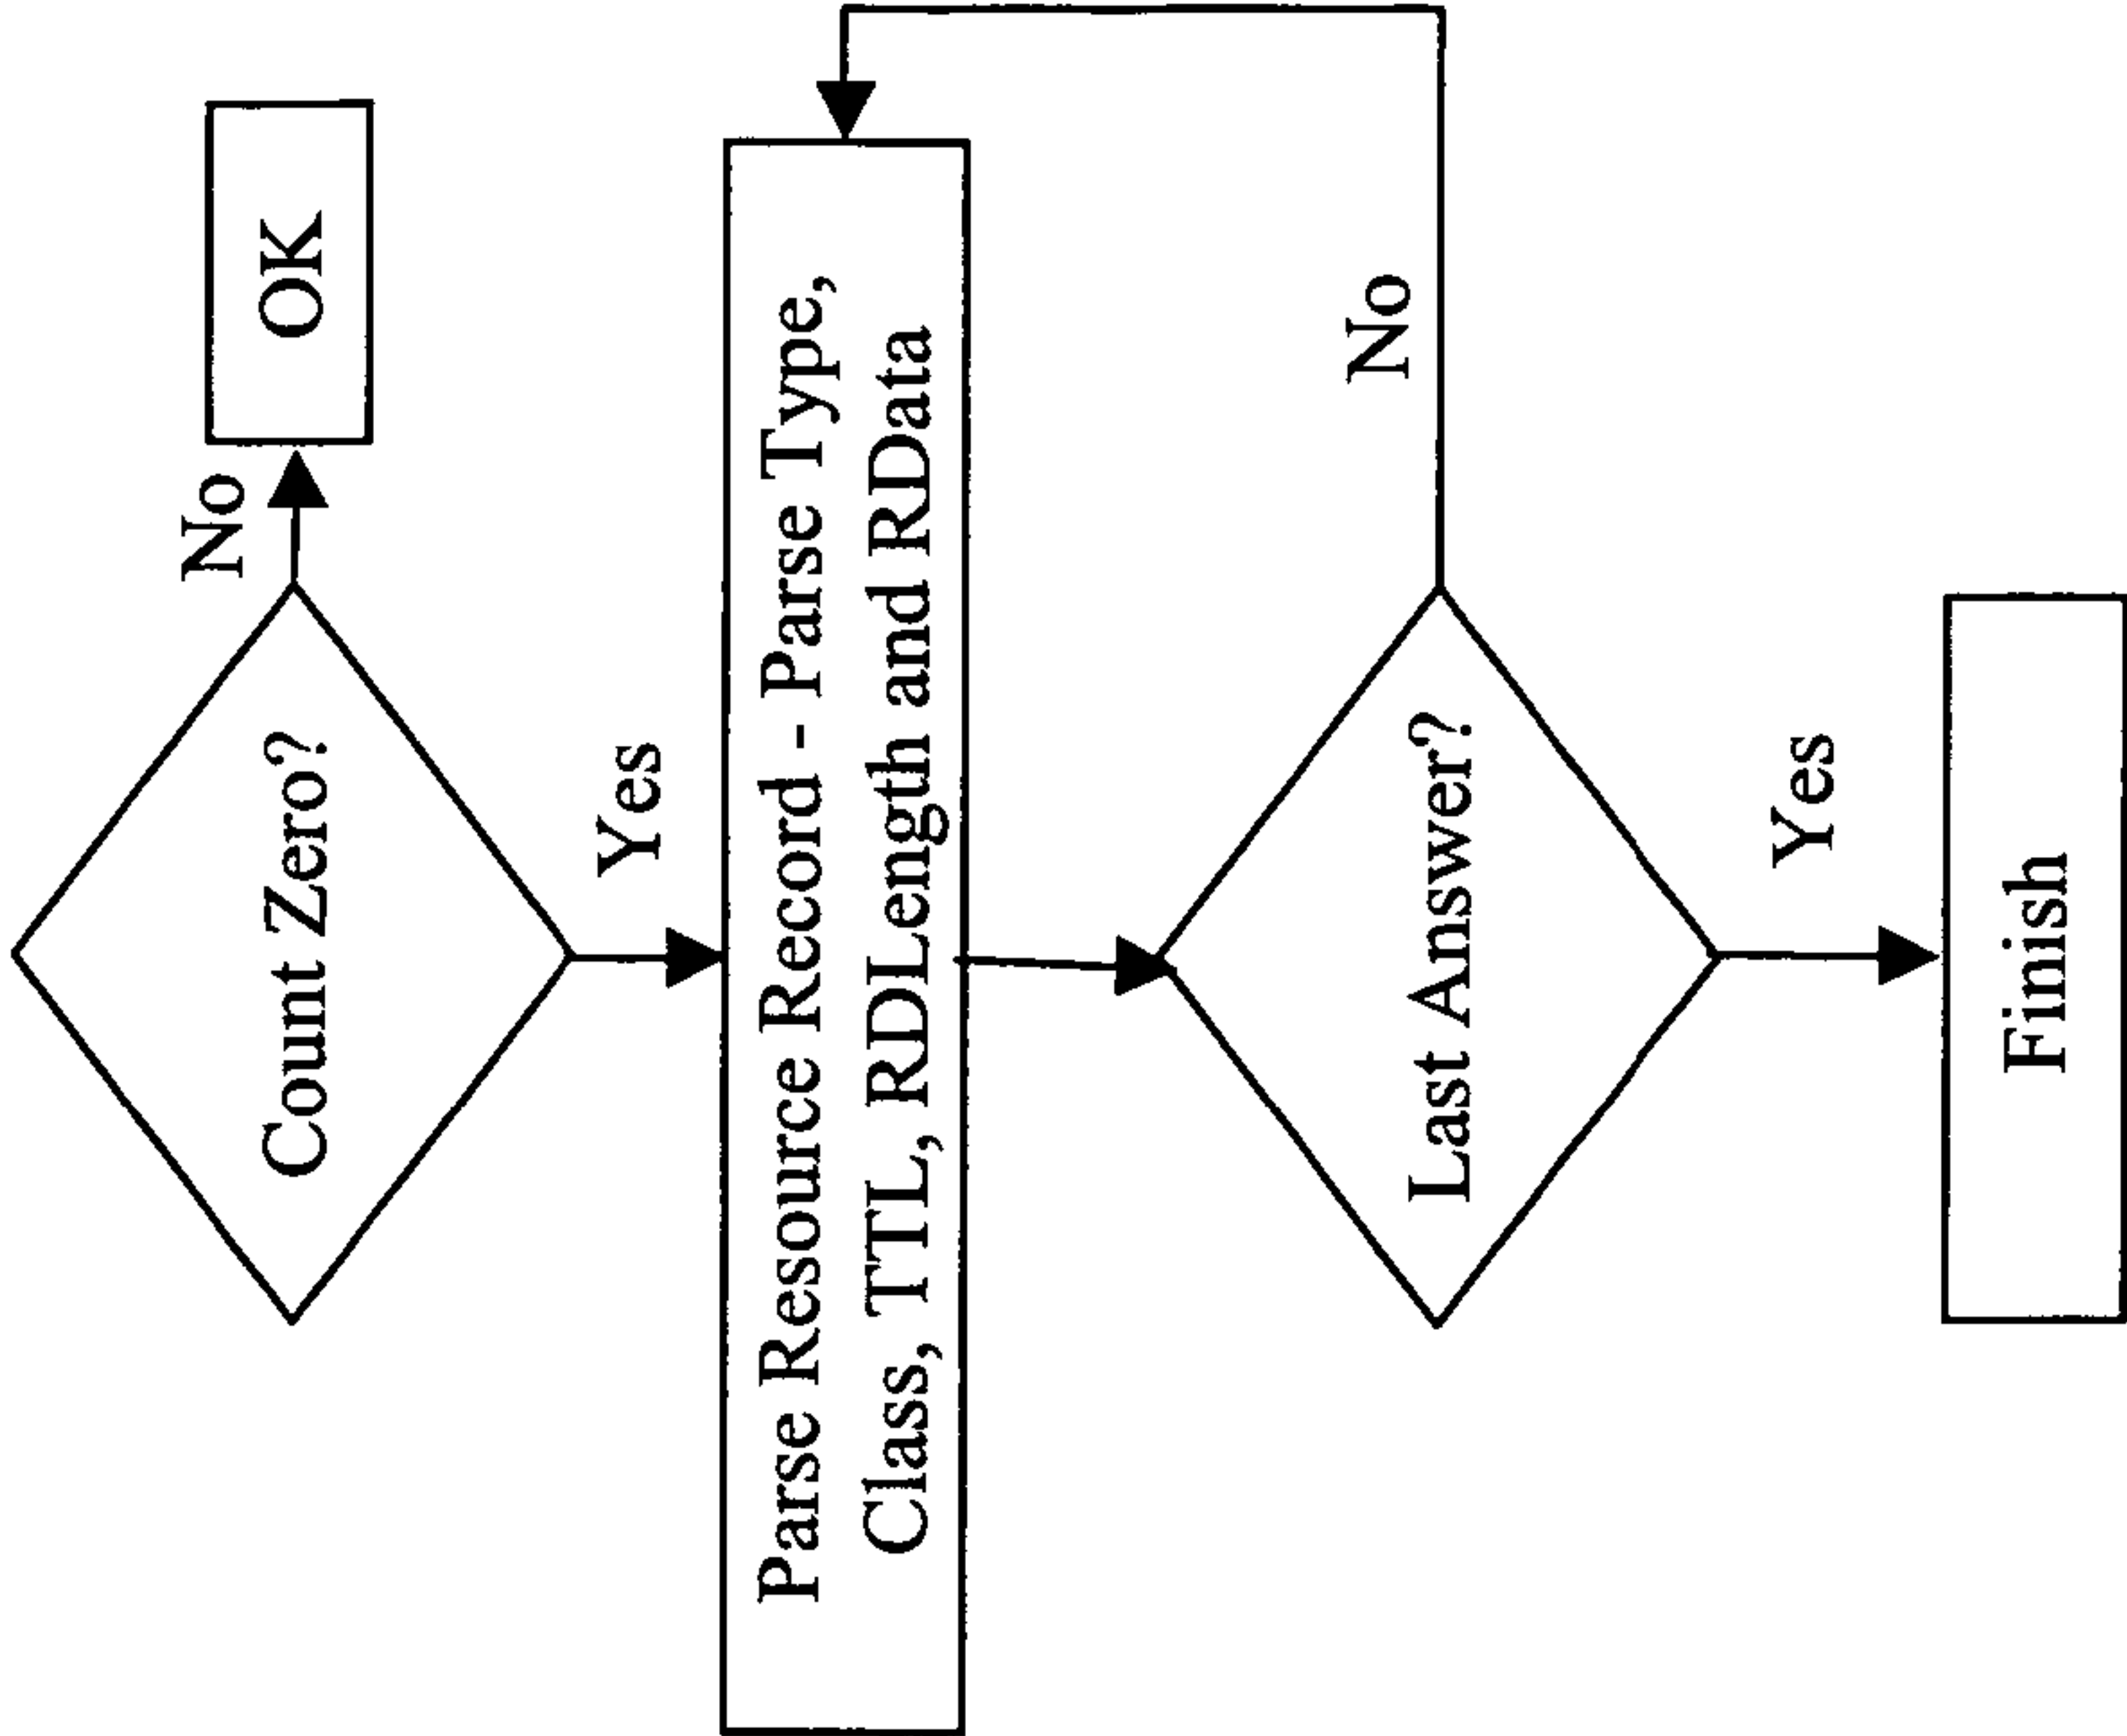 Count Zero?
No
OK
Yes
Parse Resource Record - Parse Type,
Class, TTL, RDLength and RData
Last Answer?
No
Yes
Finish